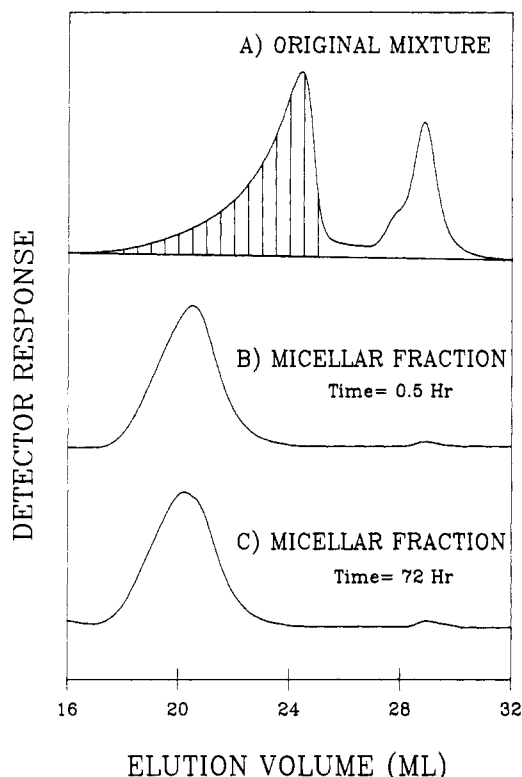 A) ORIGINAL MIXTURE
DETECTOR RESPONSE
B) MICELLAR FRACTION
Time= 0.5 Hr
C) MICELLAR FRACTION
Time= 72 Hr
16 20 24 28 32
ELUTION VOLUME (ML)